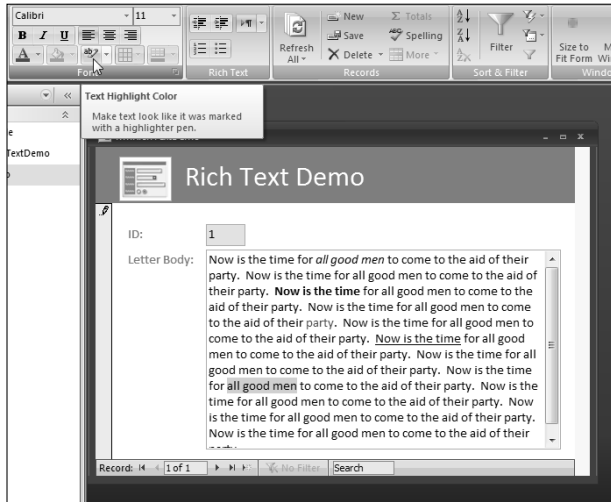 Calibri 11
New Σ Totals
Save Spelling
Delete More
Refresh
All
Filter
Size to
Fit Form
B I U
A ab
Font
Rich Text
Records
Sort & Filter
Text Highlight Color
Make text look like it was marked
with a highlighter pen.
TextDemo
Rich Text Demo
ID: 1
Letter Body: Now is the time for all good men to come to the aid of their
party. Now is the time for all good men to come to the aid of
their party. Now is the time for all good men to come to the
aid of their party. Now is the time for all good men to come
to the aid of their party. Now is the time for all good men to
come to the aid of their party. Now is the time for all good
men to come to the aid of their party. Now is the time for all
good men to come to the aid of their party. Now is the time
for all good men to come to the aid of their party. Now is the
time for all good men to come to the aid of their party. Now
is the time for all good men to come to the aid of their party.
Now is the time for all good men to come to the aid of their
Record: 1 of 1 No Filter Search